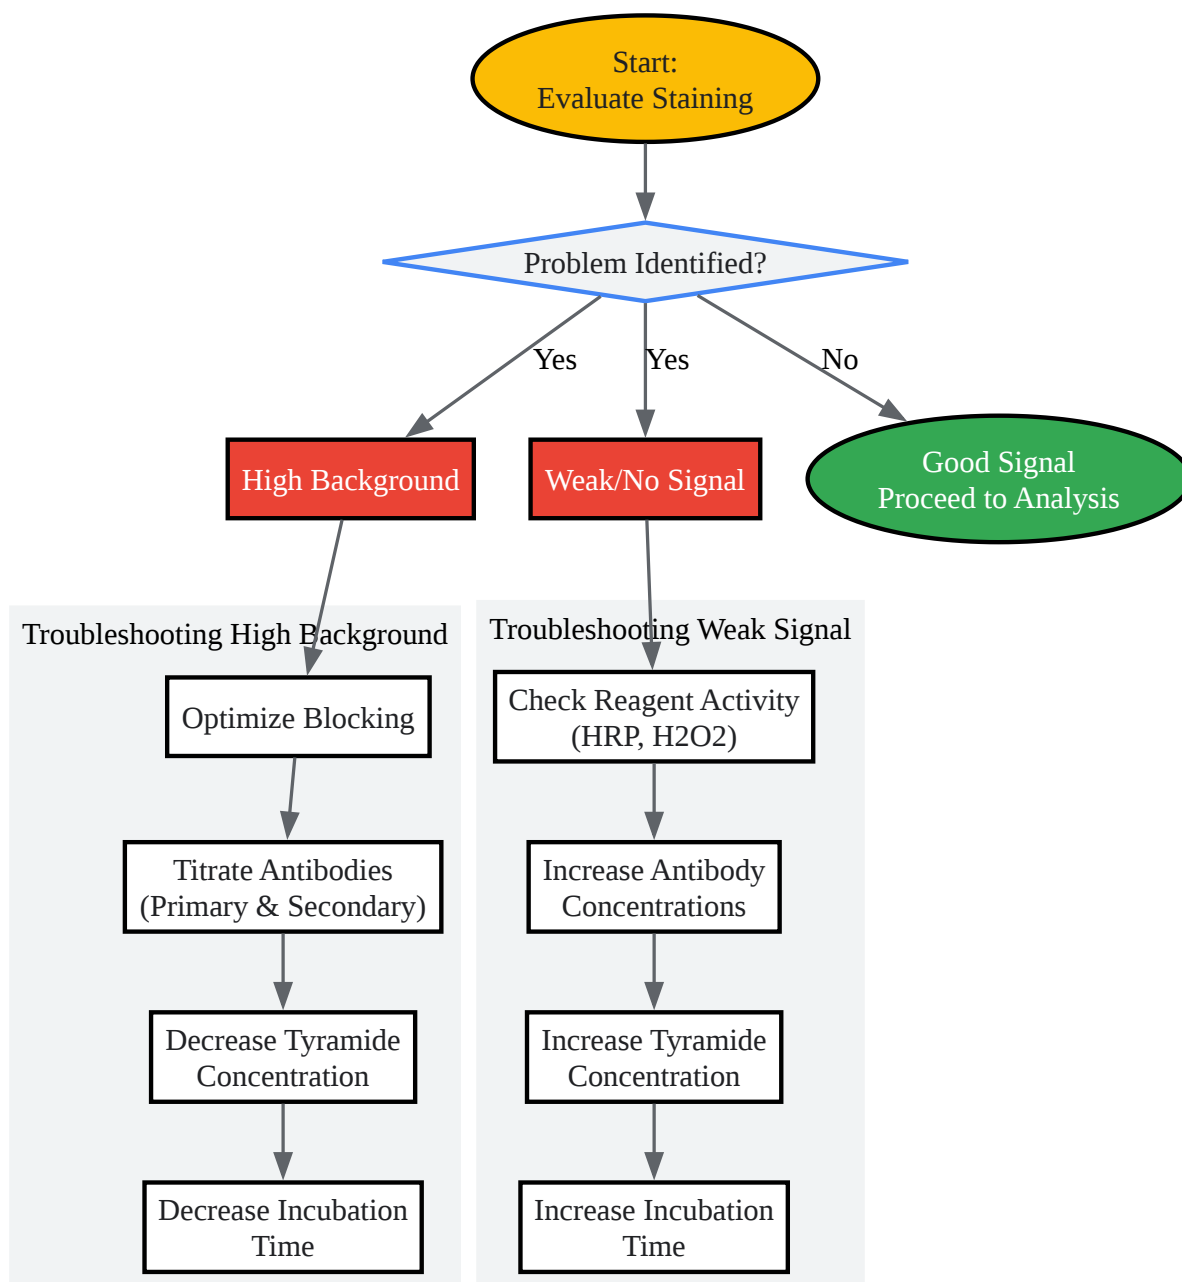 Start:
Evaluate Staining
Problem Identified?
Yes
Yes
No
High Background
Weak/No Signal
Good Signal
Proceed to Analysis
Troubleshooting High Background
Optimize Blocking
Titrate Antibodies
(Primary & Secondary)
Decrease Tyramide
Concentration
Decrease Incubation
Time
Troubleshooting Weak Signal
Check Reagent Activity
(HRP, H2O2)
Increase Antibody
Concentrations
Increase Tyramide
Concentration
Increase Incubation
Time